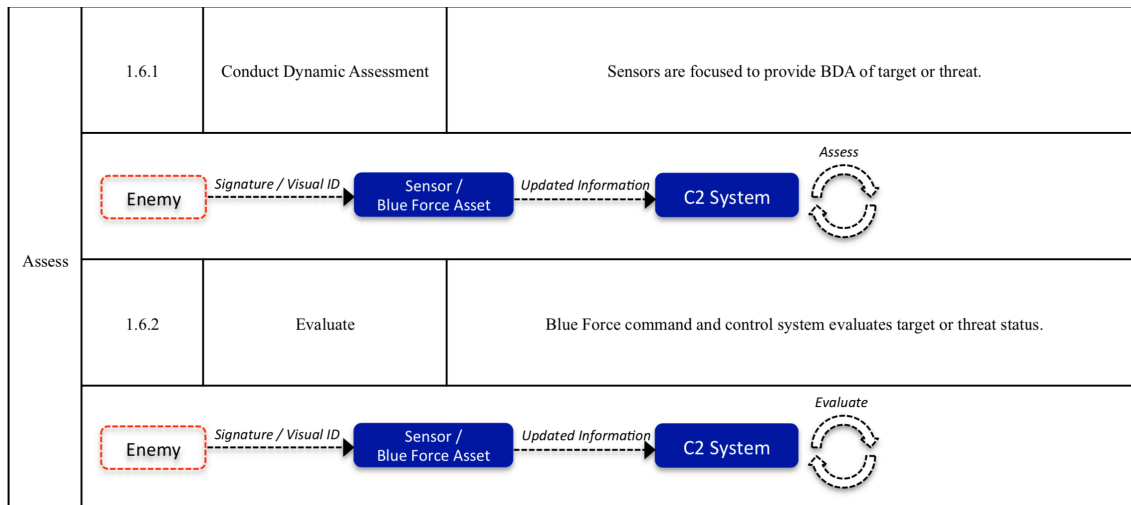 Assess
1.6.1
Conduct Dynamic Assessment
Sensors are focused to provide BDA of target or threat.
Enemy
Signature / Visual ID
Sensor /
Blue Force Asset
Updated Information
C2 System
Assess
1.6.2
Evaluate
Blue Force command and control system evaluates target or threat status.
Enemy
Signature / Visual ID
Sensor /
Blue Force Asset
Updated Information
C2 System
Evaluate